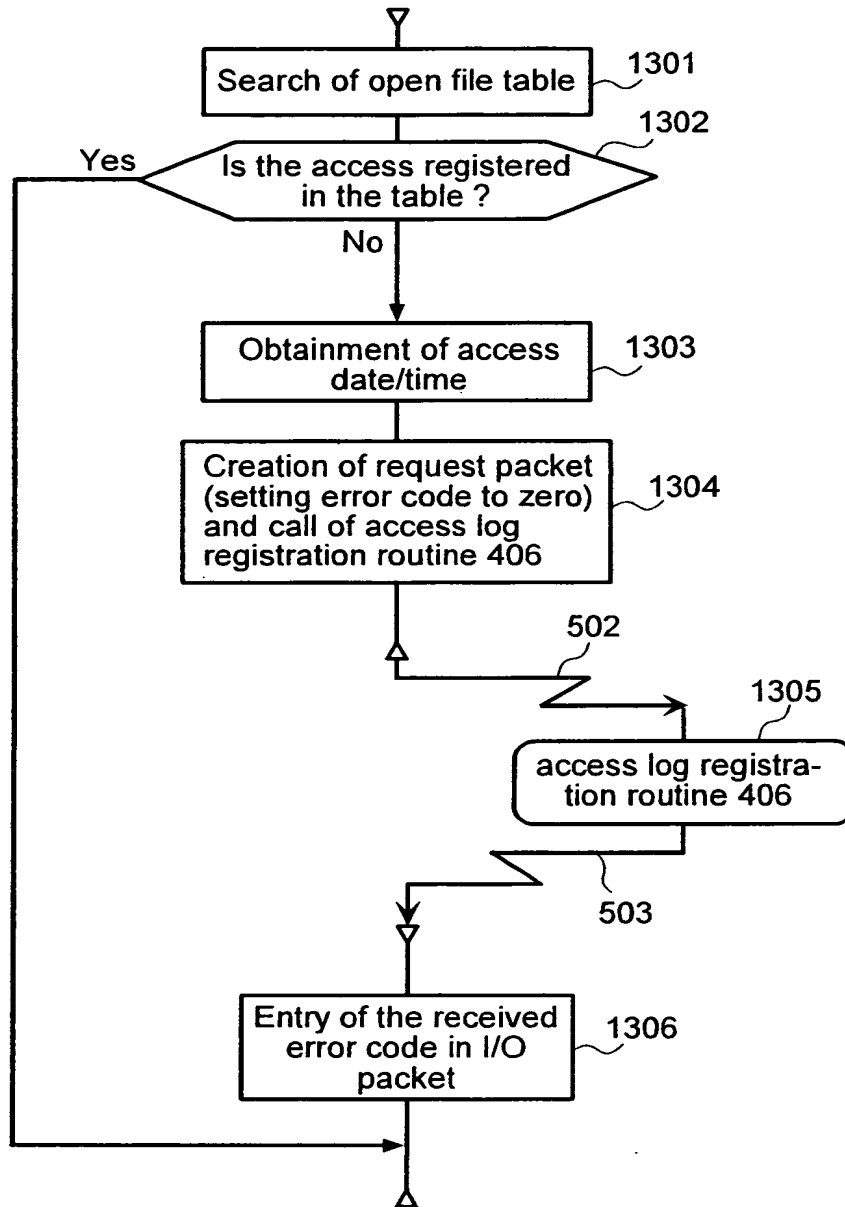 Search of open file table
1301
1302
Yes
Is the access registered
in the table ?
No
Obtainment of access
date/time
1303
Creation of request packet
(setting error code to zero)
and call of access log
registration routine 406
1304
502
1305
access log registra-
tion routine 406
503
Entry of the received
error code in I/O
packet
1306